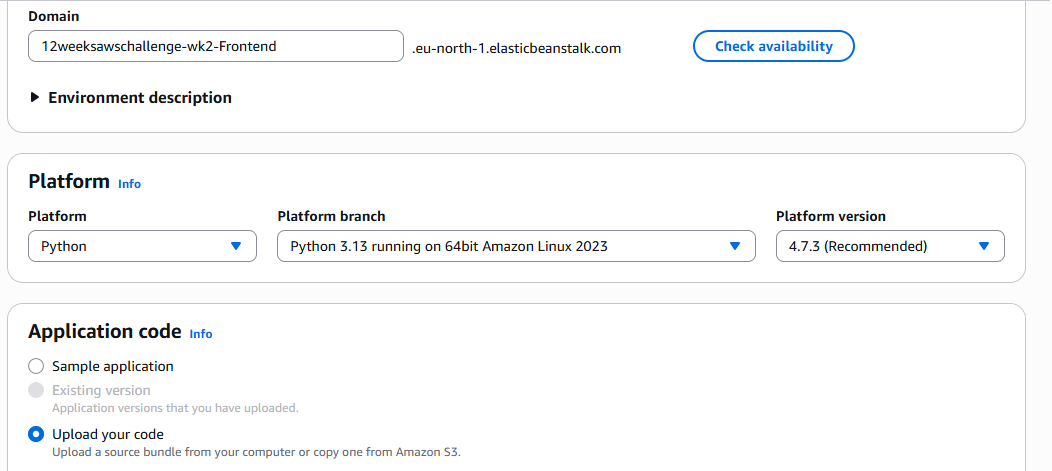 Domain
12weeksawschallenge-wk2-Frontend .eu-north-1.elasticbeanstalk.com Check availability
Environment description
Platform Info
Platform Platform branch Platform version
Python Python 3.13 running on 64bit Amazon Linux 2023 4.7.3 (Recommended)
Application code Info
Sample application
Existing version
Application versions that you have uploaded.
Upload your code
Upload a source bundle from your computer or copy one from Amazon S3.